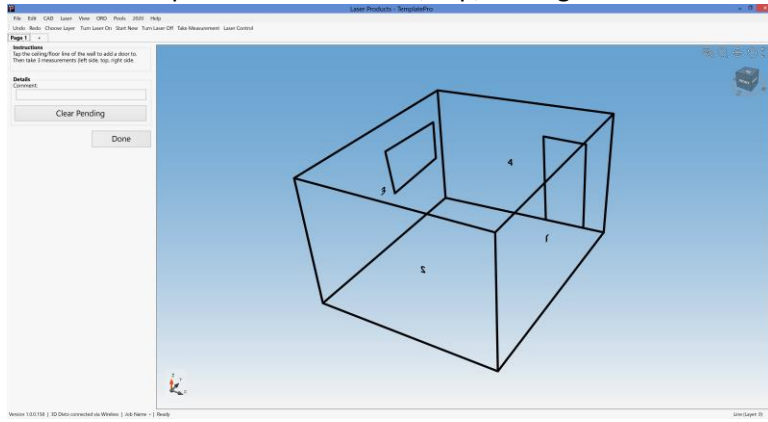 Laser Products - TemplatePro
File Edit CAD Laser View ORD Pools 2020 Help
Undo Redo Choose Layer Turn Laser On Start New Turn Laser Off Take Measurement Laser Control
Page 1 +
Instructions
Tap the ceiling/floor line of the wall to add a door to.
Then take 3 measurements (left side, top, right side
Details
Comment:
Clear Pending
Done
4
3
1
2
Version 1.0.0.158 | 3D Disto connected via Wireless | Job Name - | Ready
Line (Layer 0)